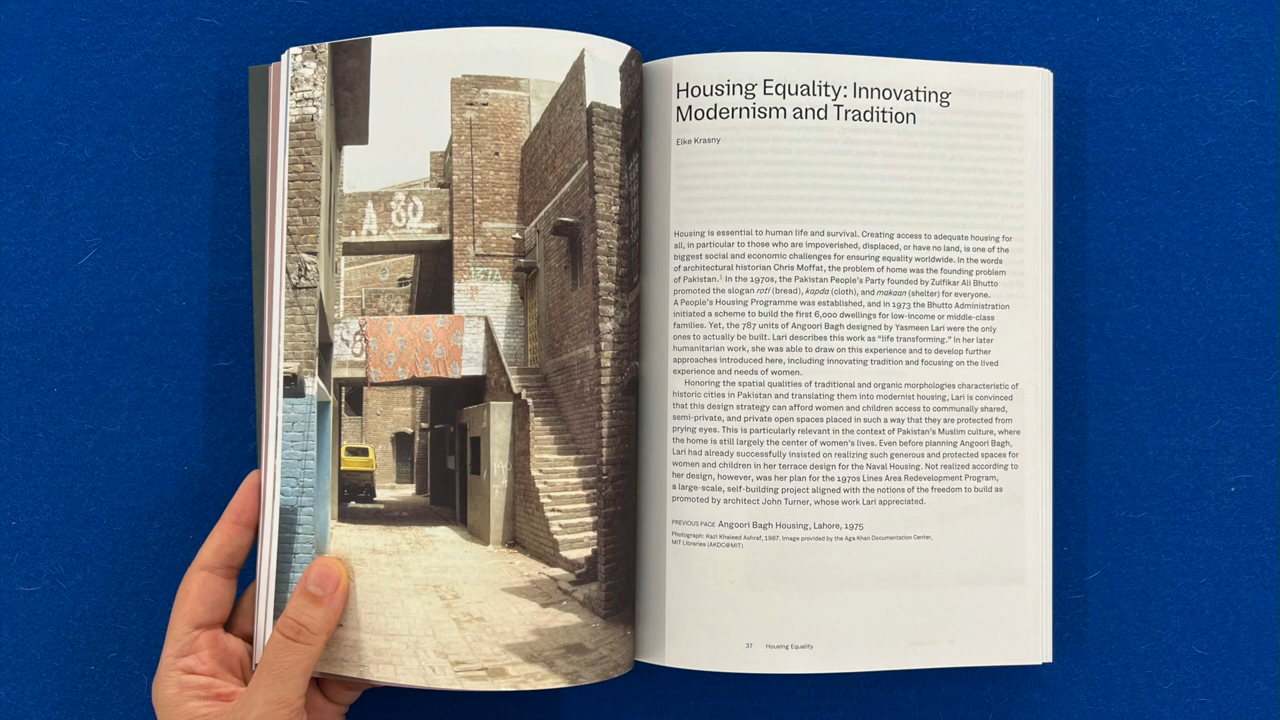 A 80
137A
Housing Equality: Innovating
Modernism and Tradition
Elke Krasny
Housing is essential to human life and survival. Creating access to adequate housing for
all, in particular to those who are impoverished, displaced, or have no land, is one of the
biggest social and economic challenges for ensuring equality worldwide. In the words
of architectural historian Chris Moffat, the problem of home was the founding problem
of Pakistan.¹ In the 1970s, the Pakistan People's Party founded by Zulfikar Ali Bhutto
promoted the slogan roti (bread), kapda (cloth), and makaan (shelter) for everyone.
A People's Housing Programme was established, and in 1973 the Bhutto Administration
initiated a scheme to build the first 6,000 dwellings for low-income or middle-class
families. Yet, the 787 units of Angoori Bagh designed by Yasmeen Lari were the only
ones to actually be built. Lari describes this work as “life transforming.” In her later
humanitarian work, she was able to draw on this experience and to develop further
approaches introduced here, including innovating tradition and focusing on the lived
experience and needs of women.
Honoring the spatial qualities of traditional and organic morphologies characteristic of
historic cities in Pakistan and translating them into modernist housing, Lari is convinced
that this design strategy can afford women and children access to communally shared,
semi-private, and private open spaces placed in such a way that they are protected from
prying eyes. This is particularly relevant in the context of Pakistan's Muslim culture, where
the home is still largely the center of women's lives. Even before planning Angoori Bagh,
Lari had already successfully insisted on realizing such generous and protected spaces for
women and children in her terrace design for the Naval Housing. Not realized according to
her design, however, was her plan for the 1970s Lines Area Redevelopment Program,
a large-scale, self-building project aligned with the notions of the freedom to build as
promoted by architect John Turner, whose work Lari appreciated.
PREVIOUS PAGE Angoori Bagh Housing, Lahore, 1975
Photograph: Kazi Khaleed Ashraf, 1987. Image provided by the Aga Khan Documentation Center,
MIT Libraries (AKDC@MIT)
37 Housing Equality